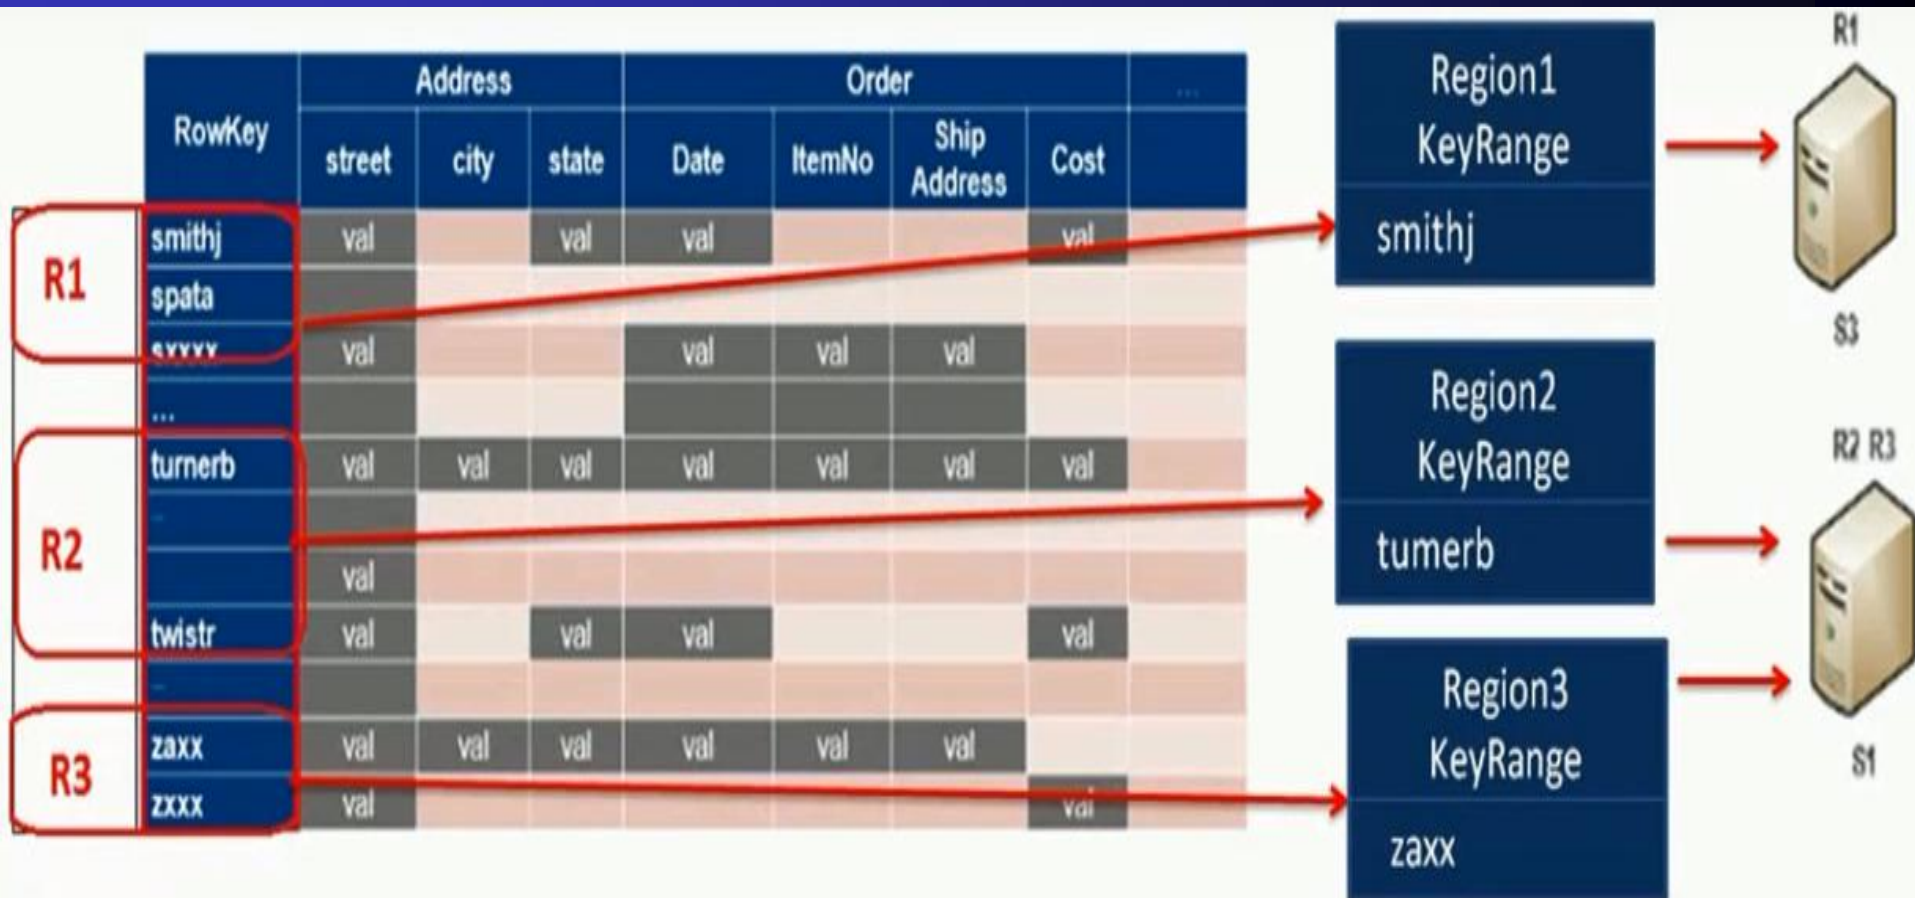 Address Order ...
RowKey street city state Date ItemNo Ship Address Cost
R1
smithj val val val val
spata
sxxxx val val val val
...
R2
turnerb val val val val val val val
val
twistr val val val val
R3
zaxx val val val val val val
zxxx val val
Region1
KeyRange
smithj
Region2
KeyRange
tumerb
Region3
KeyRange
zaxx
R1
S3
R2 R3
S1